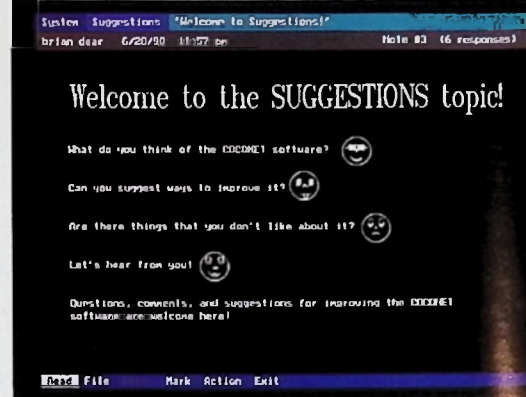 System Suggestions "Welcome to Suggestions!"
brian dear 6/20/90 11:57 pm Note #3 (6 responses)
Welcome to the SUGGESTIONS topic!
What do you think of the COCONET software?
Can you suggest ways to improve it?
Are there things that you don't like about it?
Let's hear from you!
Questions, comments, and suggestions for improving the COCONET
software are welcome here!
Read File Mark Action Exit